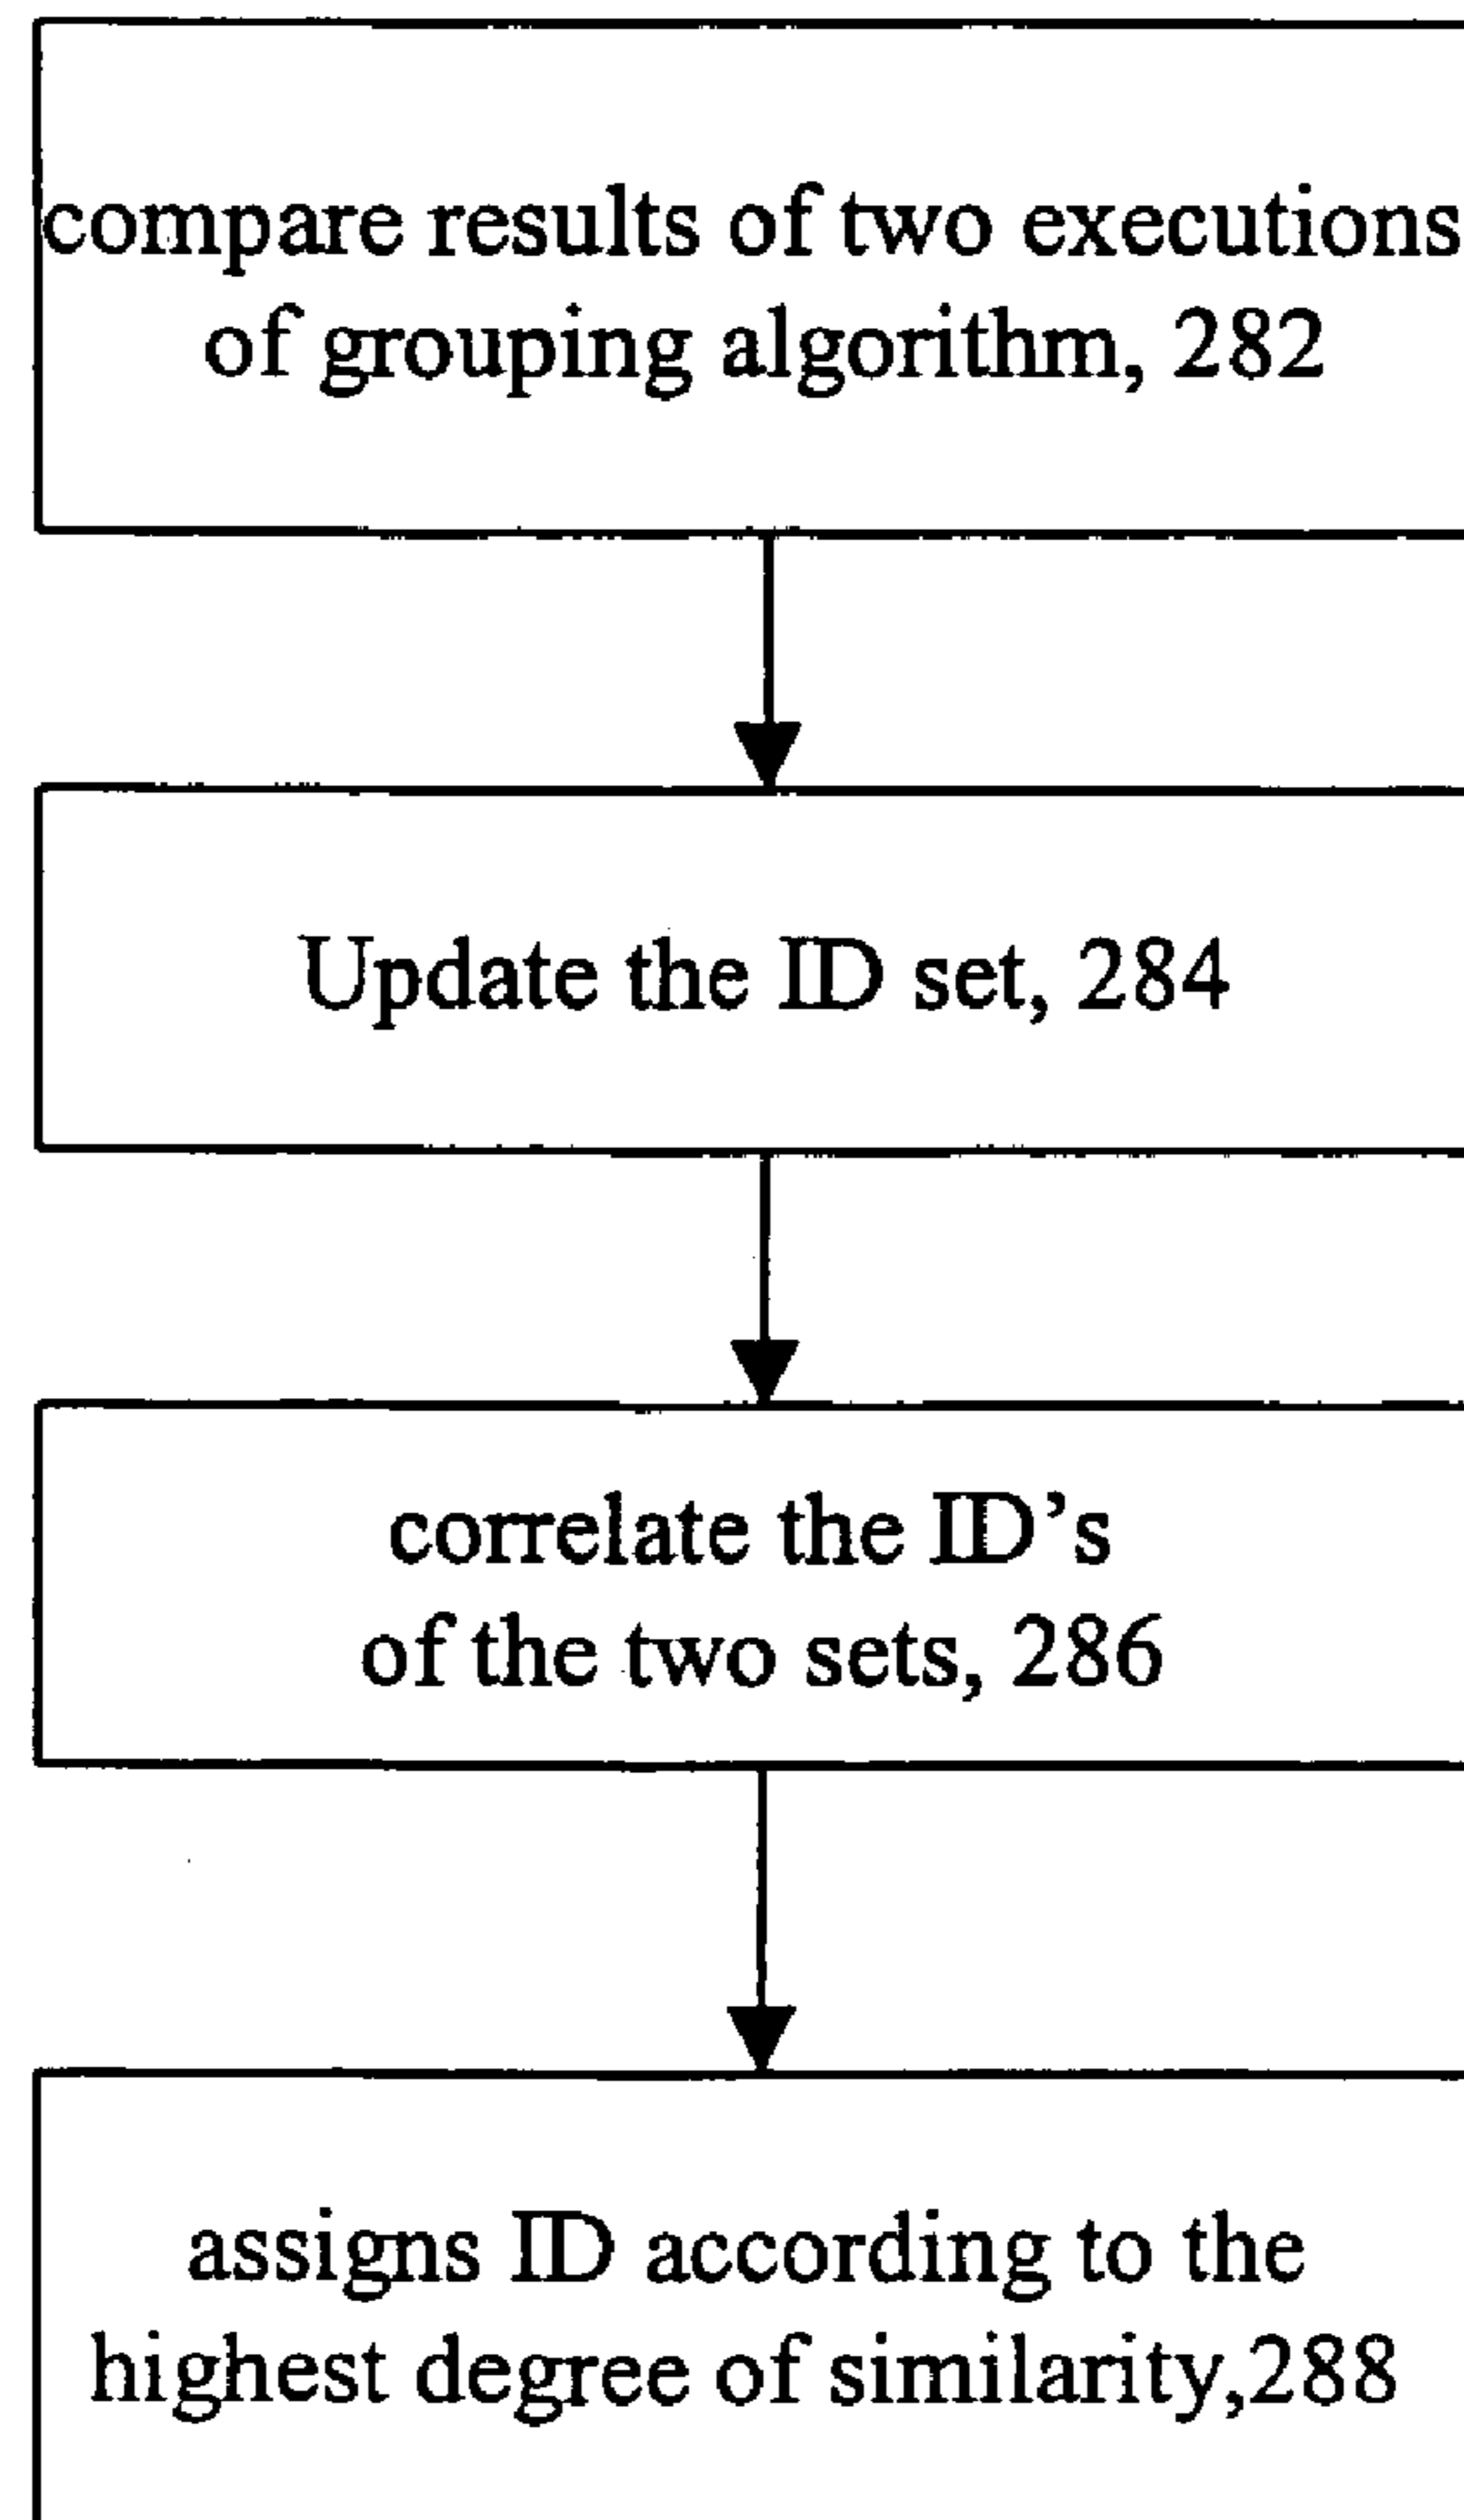 compare results of two executions
of grouping algorithm, 282
Update the ID set, 284
correlate the ID’s
of the two sets, 286
assigns ID according to the
highest degree of similarity,288